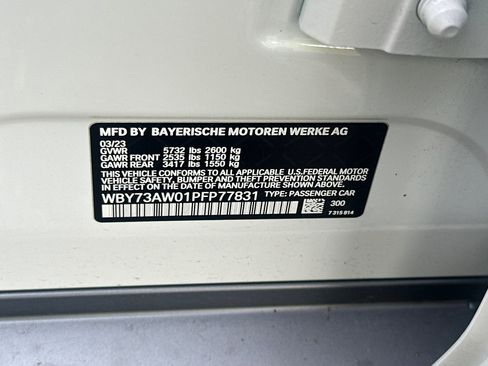 MFD BY BAYERISCHE MOTOREN WERKE AG
03/23
GVWR 5732 lbs 2600 kg
GAWR FRONT 2535 lbs 1150 kg
GAWR REAR 3417 lbs 1550 kg
THIS VEHICLE CONFORMS TO ALL APPLICABLE U.S.FEDERAL MOTOR
VEHICLE SAFETY, BUMPER AND THEFT PREVENTION STANDARDS IN
EFFECT ON THE DATE OF MANUFACTURE SHOWN ABOVE.
WBY73AW01PFP77831 TYPE: PASSENGER CAR
300
7 315 814